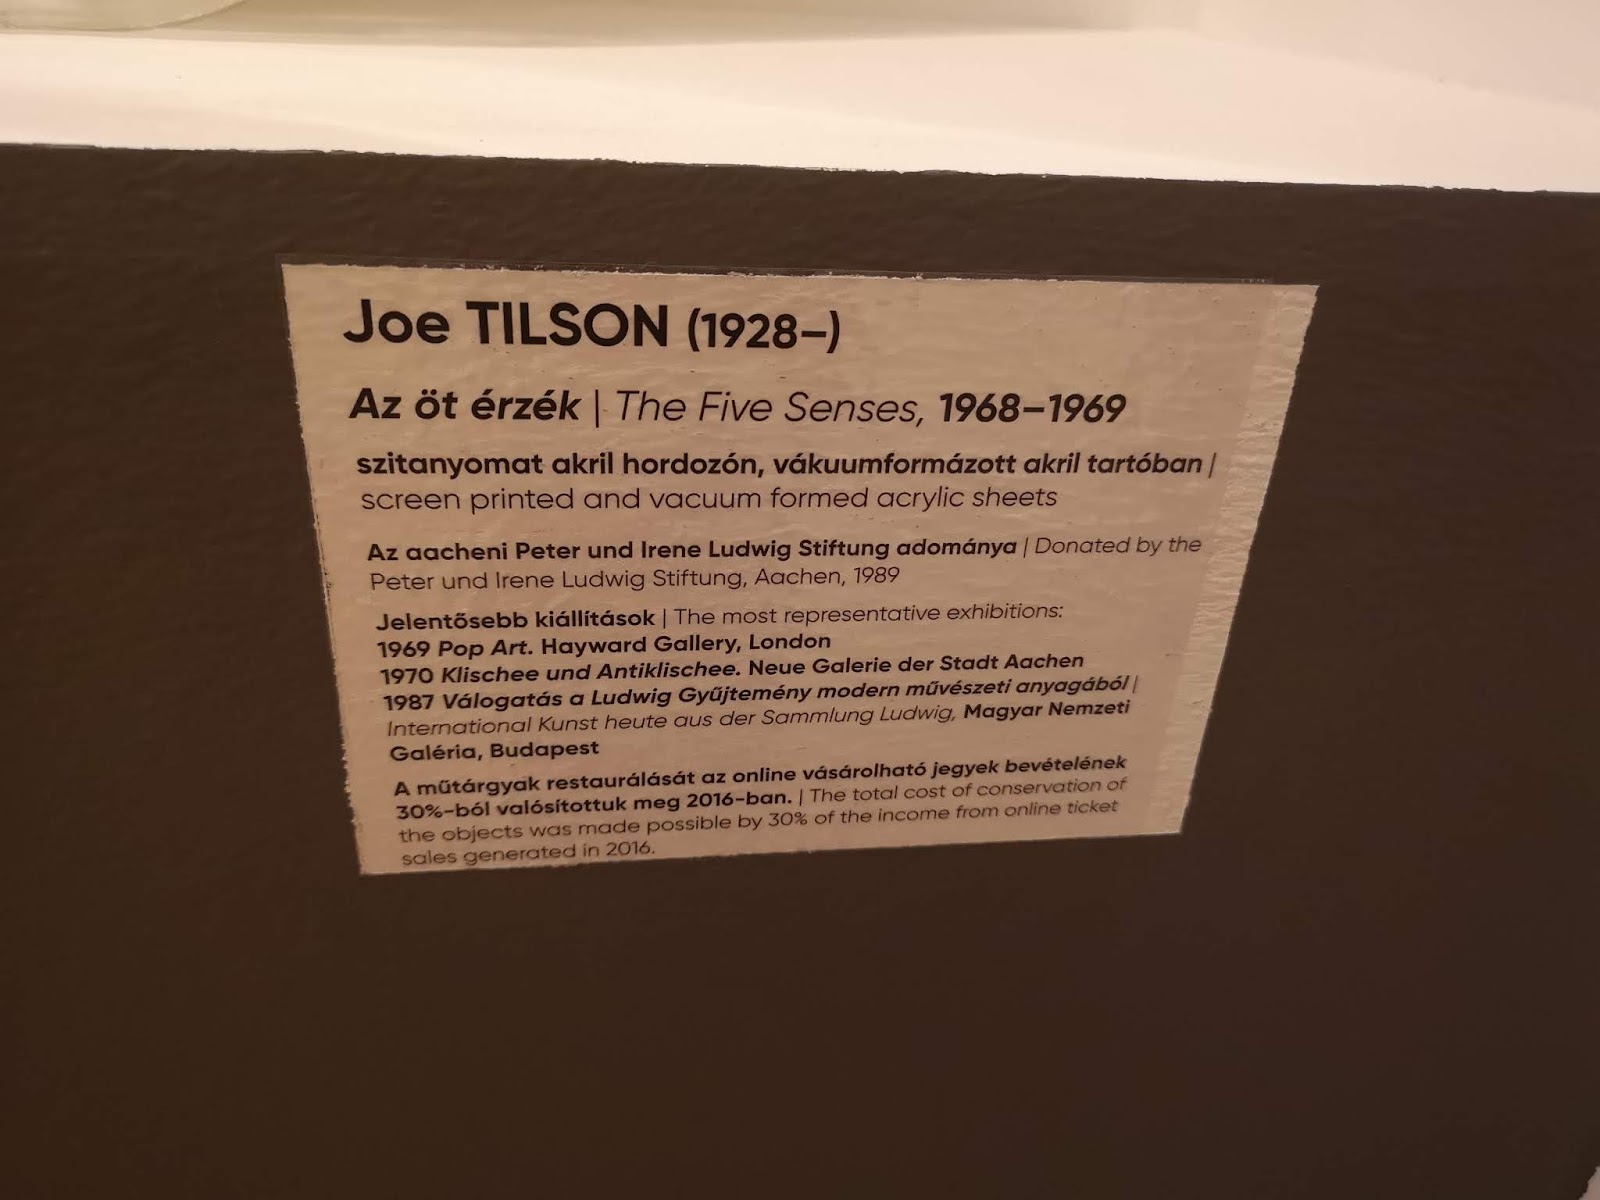 Joe TILSON (1928–)
Az öt érzék | The Five Senses, 1968–1969
szitanyomat akril hordozón, vákuumformázott akril tartóban |
screen printed and vacuum formed acrylic sheets
Az aacheni Peter und Irene Ludwig Stiftung adománya | Donated by the
Peter und Irene Ludwig Stiftung, Aachen, 1989
Jelentősebb kiállítások | The most representative exhibitions:
1969 Pop Art. Hayward Gallery, London
1970 Klischee und Antiklischee. Neue Galerie der Stadt Aachen
1987 Válogatás a Ludwig Gyűjtemény modern művészeti anyagából |
International Kunst heute aus der Sammlung Ludwig, Magyar Nemzeti
Galéria, Budapest
A műtárgyak restaurálását az online vásárolható jegyek bevételének
30%-ból valósítottuk meg 2016-ban. | The total cost of conservation of
the objects was made possible by 30% of the income from online ticket
sales generated in 2016.